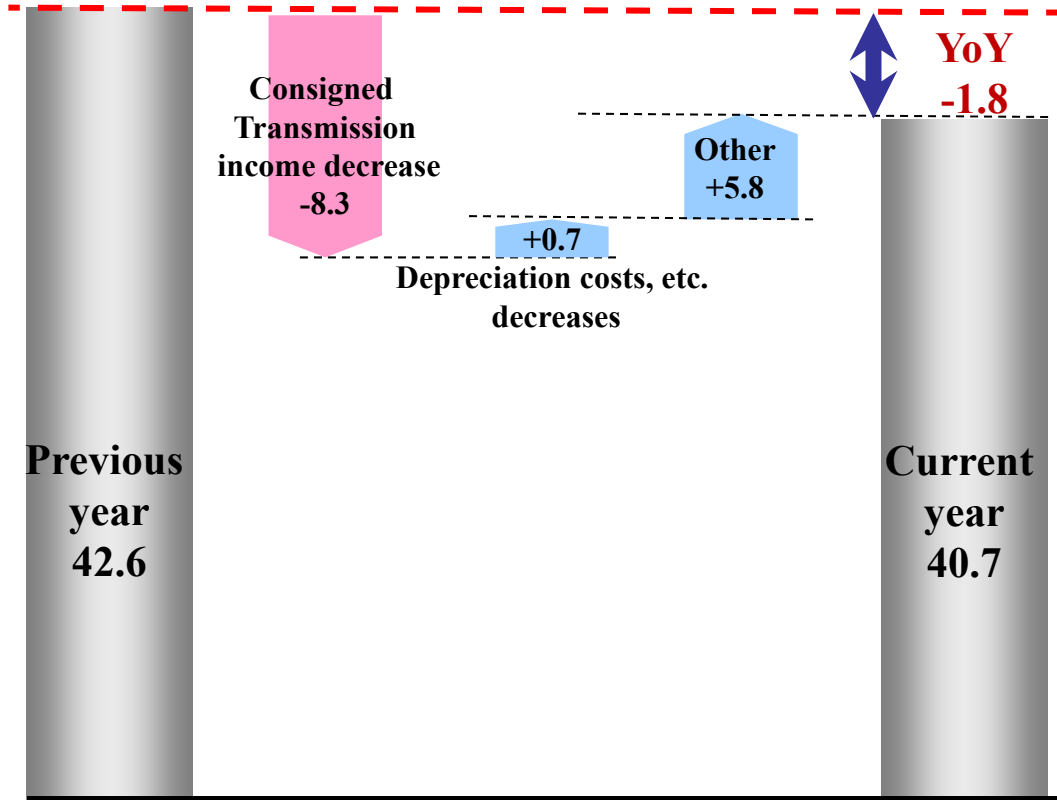 YoY
-1.8
Consigned
Transmission
income decrease
-8.3
Other
+5.8
+0.7
Depreciation costs, etc.
decreases
Previous
year
42.6
Current
year
40.7